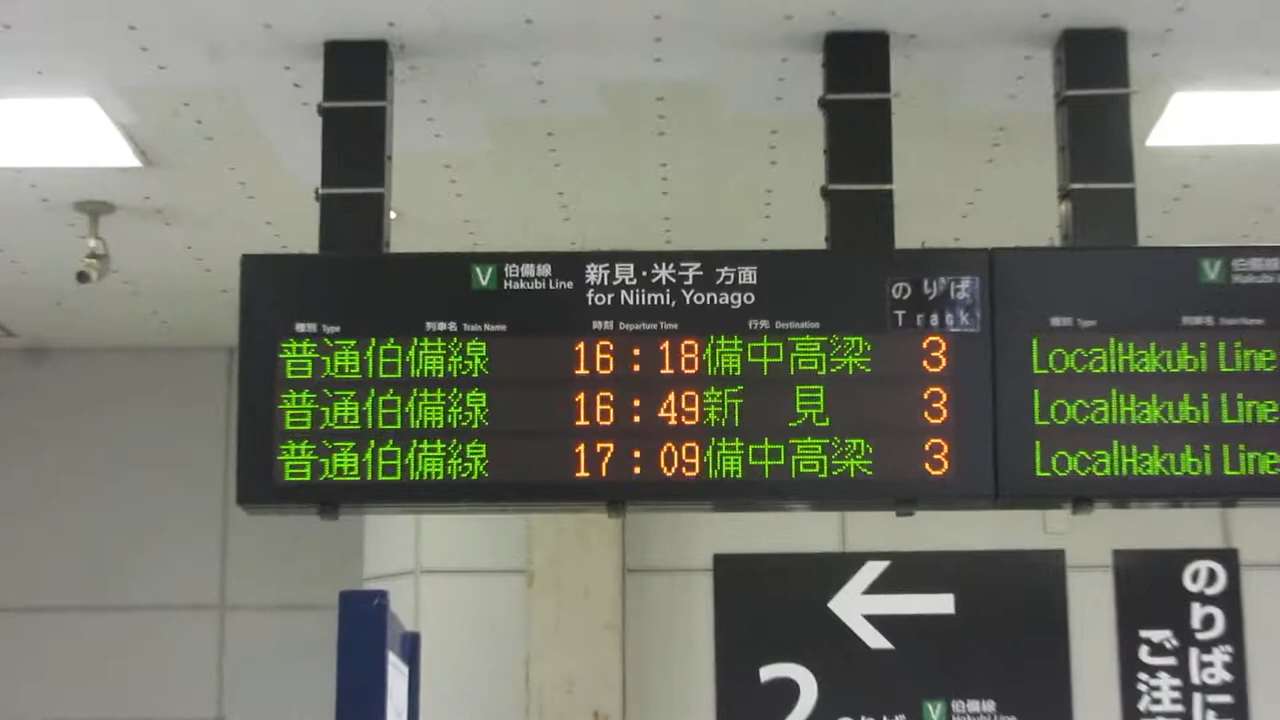 V 伯備線 新見・米子 方面
Hakubi Line for Niimi, Yonago
のりば
Track
種別 Type 列車名 Train Name 時刻 Departure Time 行先 Destination
普通伯備線 16:18備中高梁 3
普通伯備線 16:49新 見 3
普通伯備線 17:09備中高梁 3
V 伯備線
Hakubi Line
種別 Type 列車名 Train Name
LocalHakubi Line
LocalHakubi Line
LocalHakubi Line
←
2 のりば
V 伯備線
Hakubi Line
のりばに
ご注